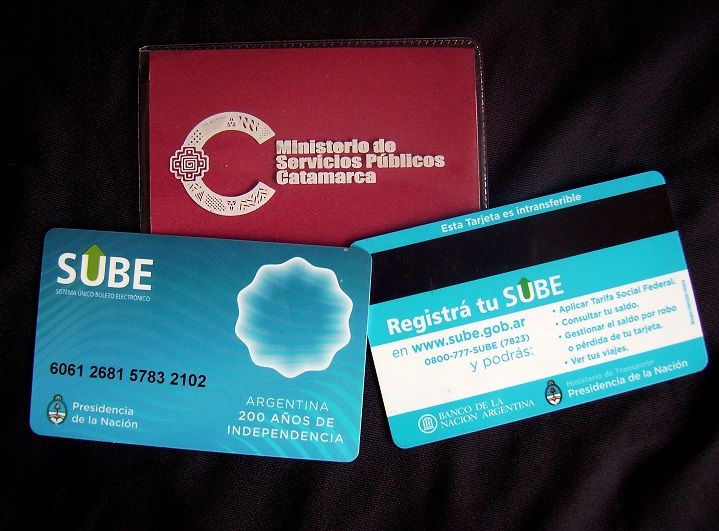 Ministerio de
Servicios Públicos
Catamarca
SUBE
SISTEMA ÚNICO BOLETO ELECTRÓNICO
6061 2681 5783 2102
Presidencia
de la Nación
ARGENTINA
200 AÑOS DE
INDEPENDENCIA
Esta Tarjeta es intransferible
Registrá tu SUBE
en www.sube.gob.ar
0800-777-SUBE (7823)
y podrás:
• Aplicar Tarifa Social Federal.
• Consultar tu saldo.
• Gestionar el saldo por robo
o pérdida de tu tarjeta.
• Ver tus viajes.
BANCO DE LA
NACION ARGENTINA
Ministerio de Transporte
Presidencia de la Nación